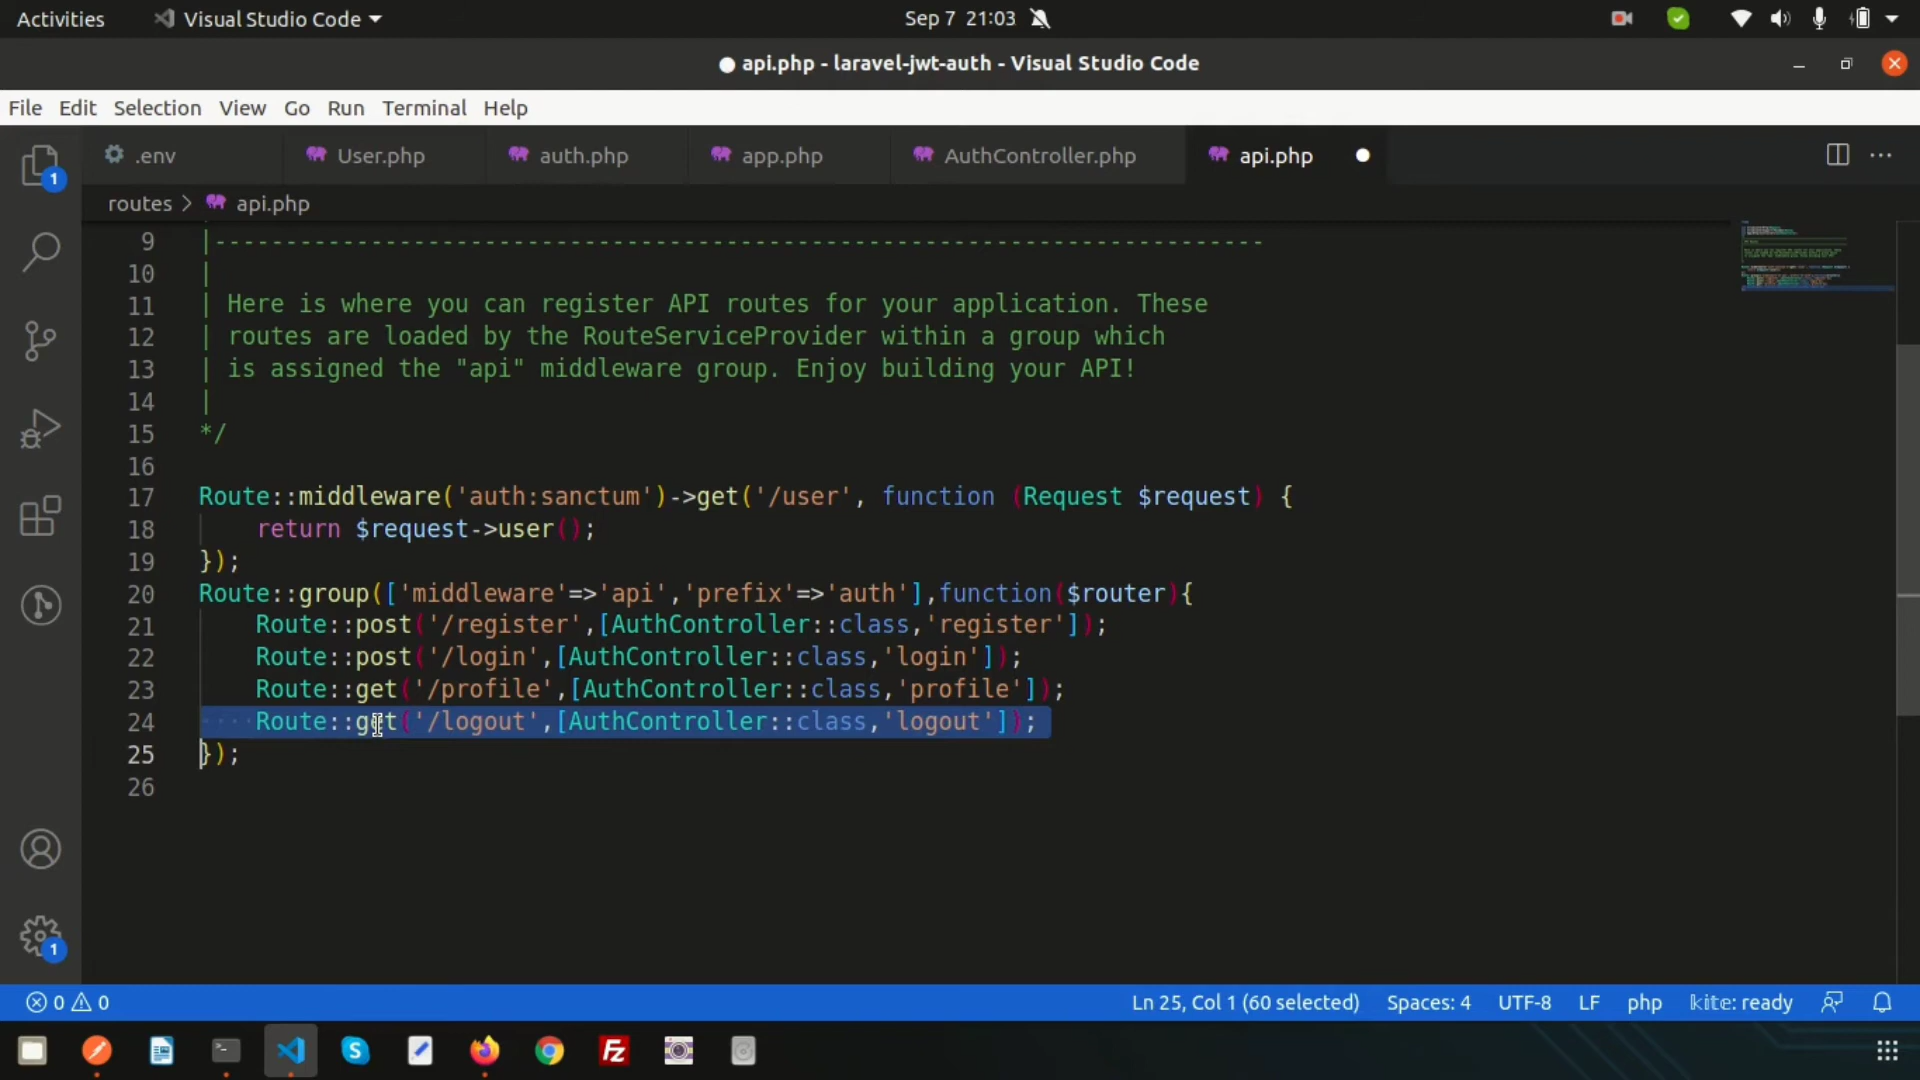 Activities Visual Studio Code Sep 7 21:03
● api.php - laravel-jwt-auth - Visual Studio Code
File Edit Selection View Go Run Terminal Help
1 .env User.php auth.php app.php AuthController.php api.php
routes > api.php
9 |-------------------------------------------------------------------------
10 |
11 | Here is where you can register API routes for your application. These
12 | routes are loaded by the RouteServiceProvider within a group which
13 | is assigned the "api" middleware group. Enjoy building your API!
14 |
15 */
16
17 Route::middleware('auth:sanctum')->get('/user', function (Request $request) {
18     return $request->user();
19 });
20 Route::group(['middleware'=>'api','prefix'=>'auth'],function($router){
21     Route::post('/register',[AuthController::class,'register']);
22     Route::post('/login',[AuthController::class,'login']);
23     Route::get('/profile',[AuthController::class,'profile']);
24     Route::get('/logout',[AuthController::class,'logout']);
25 });
26
1
0 0 Ln 25, Col 1 (60 selected) Spaces: 4 UTF-8 LF php kite: ready